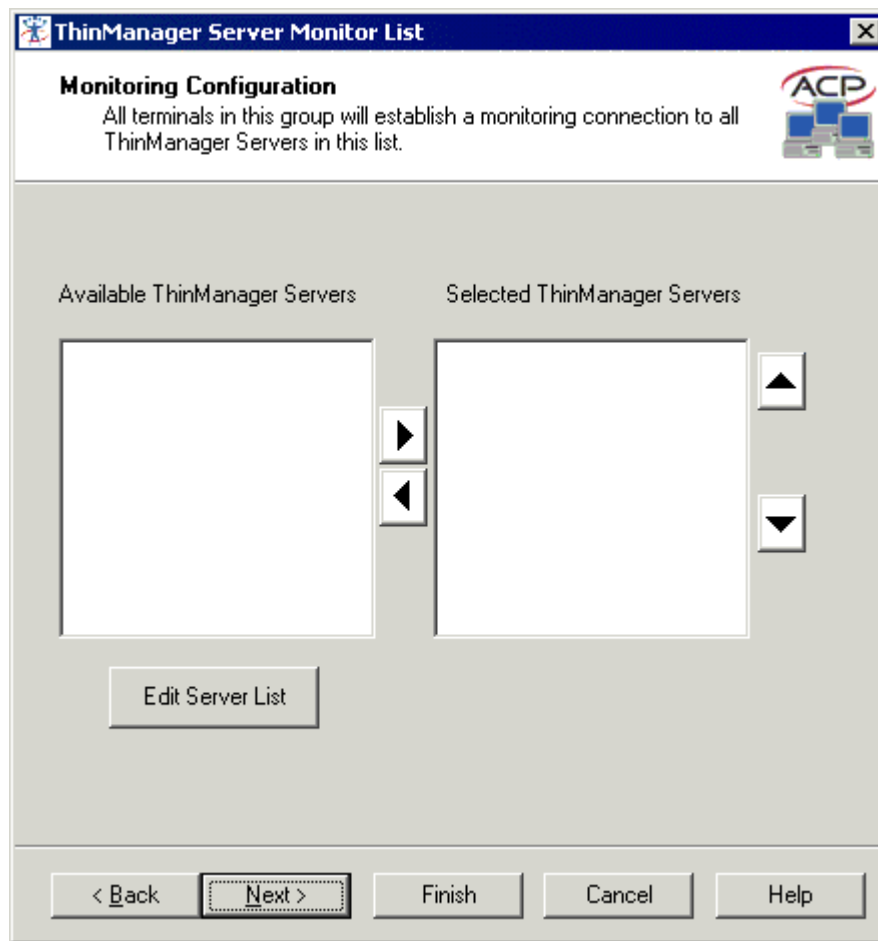 ThinManager Server Monitor List
Monitoring Configuration
ACP
All terminals in this group will establish a monitoring connection to all
ThinManager Servers in this list.
Available ThinManager Servers
Selected ThinManager Servers
Edit Server List
< Back
Next >
Finish
Cancel
Help